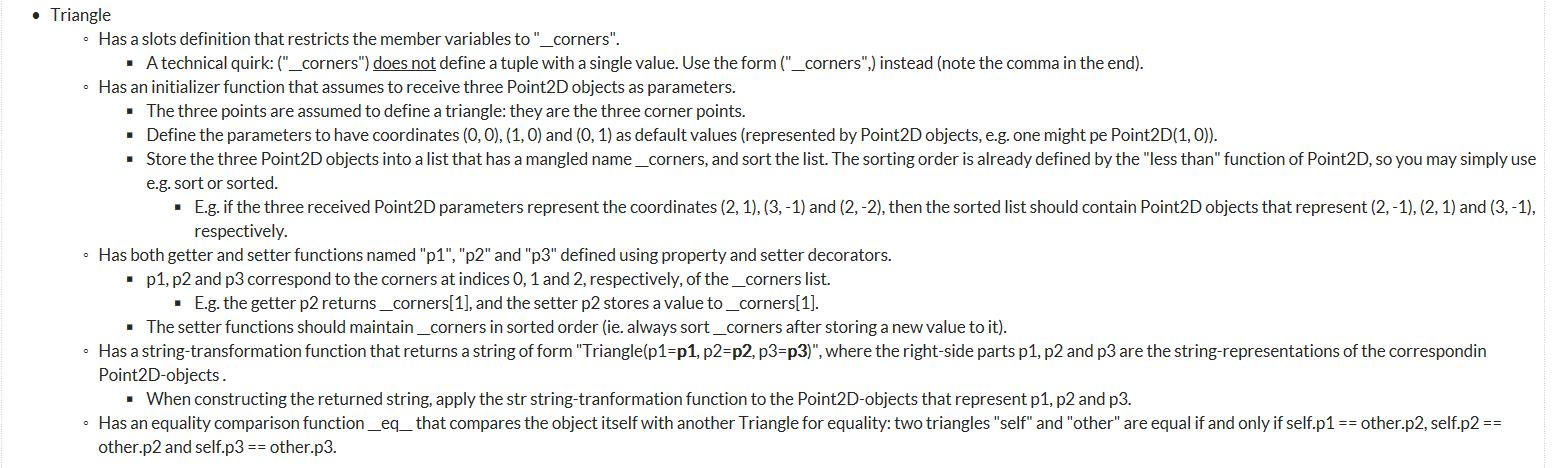 • Triangle
◦ Has a slots definition that restricts the member variables to "__corners".
▪ A technical quirk: ("__corners") does not define a tuple with a single value. Use the form ("__corners",) instead (note the comma in the end).
◦ Has an initializer function that assumes to receive three Point2D objects as parameters.
▪ The three points are assumed to define a triangle: they are the three corner points.
▪ Define the parameters to have coordinates (0, 0), (1, 0) and (0, 1) as default values (represented by Point2D objects, e.g. one might pe Point2D(1, 0)).
▪ Store the three Point2D objects into a list that has a mangled name __corners, and sort the list. The sorting order is already defined by the "less than" function of Point2D, so you may simply use
e.g. sort or sorted.
▪ E.g. if the three received Point2D parameters represent the coordinates (2, 1), (3, -1) and (2, -2), then the sorted list should contain Point2D objects that represent (2, -1), (2, 1) and (3, -1),
respectively.
◦ Has both getter and setter functions named "p1", "p2" and "p3" defined using property and setter decorators.
▪ p1, p2 and p3 correspond to the corners at indices 0, 1 and 2, respectively, of the __corners list.
▪ E.g. the getter p2 returns __corners[1], and the setter p2 stores a value to __corners[1].
▪ The setter functions should maintain __corners in sorted order (ie. always sort __corners after storing a new value to it).
◦ Has a string-transformation function that returns a string of form "Triangle(p1=p1, p2=p2, p3=p3)", where the right-side parts p1, p2 and p3 are the string-representations of the correspondin
Point2D-objects .
▪ When constructing the returned string, apply the str string-tranformation function to the Point2D-objects that represent p1, p2 and p3.
◦ Has an equality comparison function __eq__ that compares the object itself with another Triangle for equality: two triangles "self" and "other" are equal if and only if self.p1 == other.p2, self.p2 ==
other.p2 and self.p3 == other.p3.